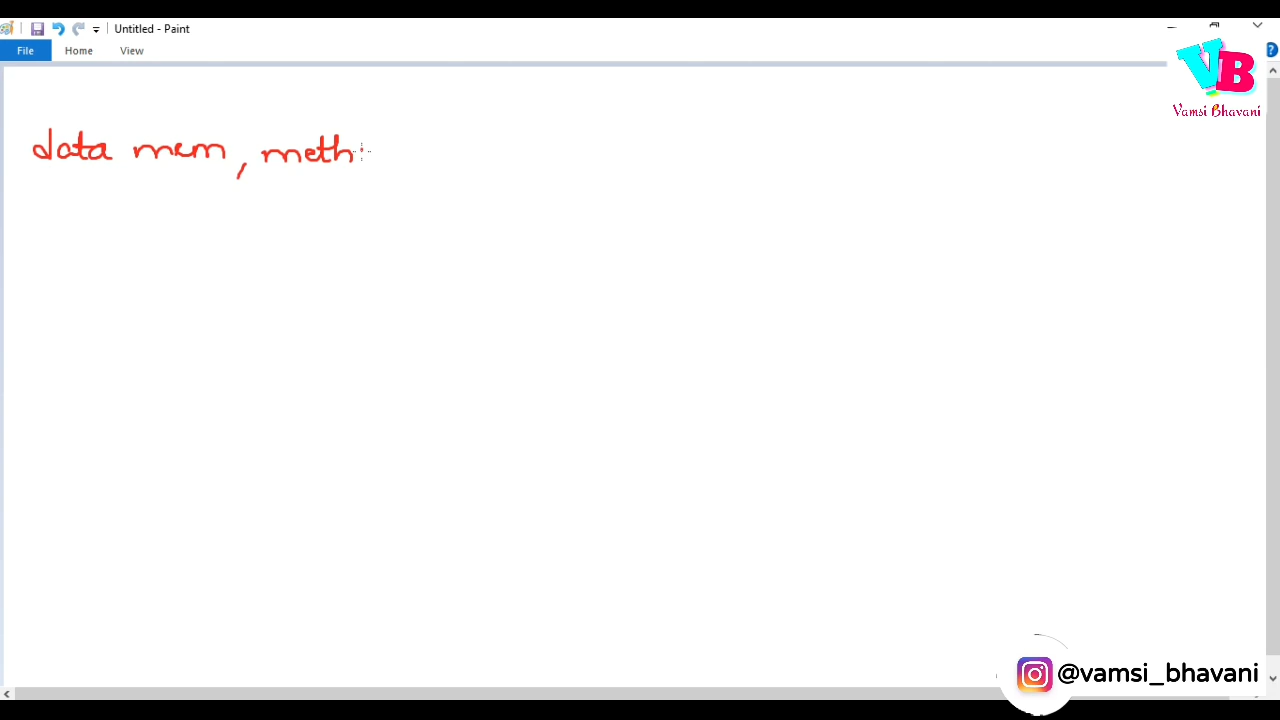 Untitled - Paint
File Home View
VB
Vamsi Bhavani
data mem, meth
@vamsi_bhavani